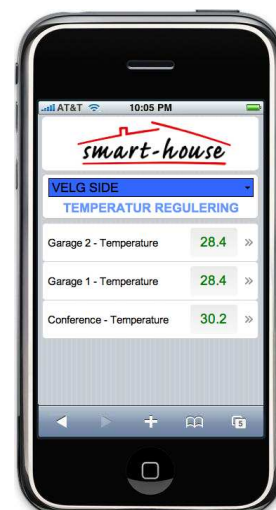 AT&T 10:05 PM
smart-house
VELG SIDE
TEMPERATUR REGULERING
Garage 2 - Temperature 28.4 »
Garage 1 - Temperature 28.4 »
Conference - Temperature 30.2 »
5